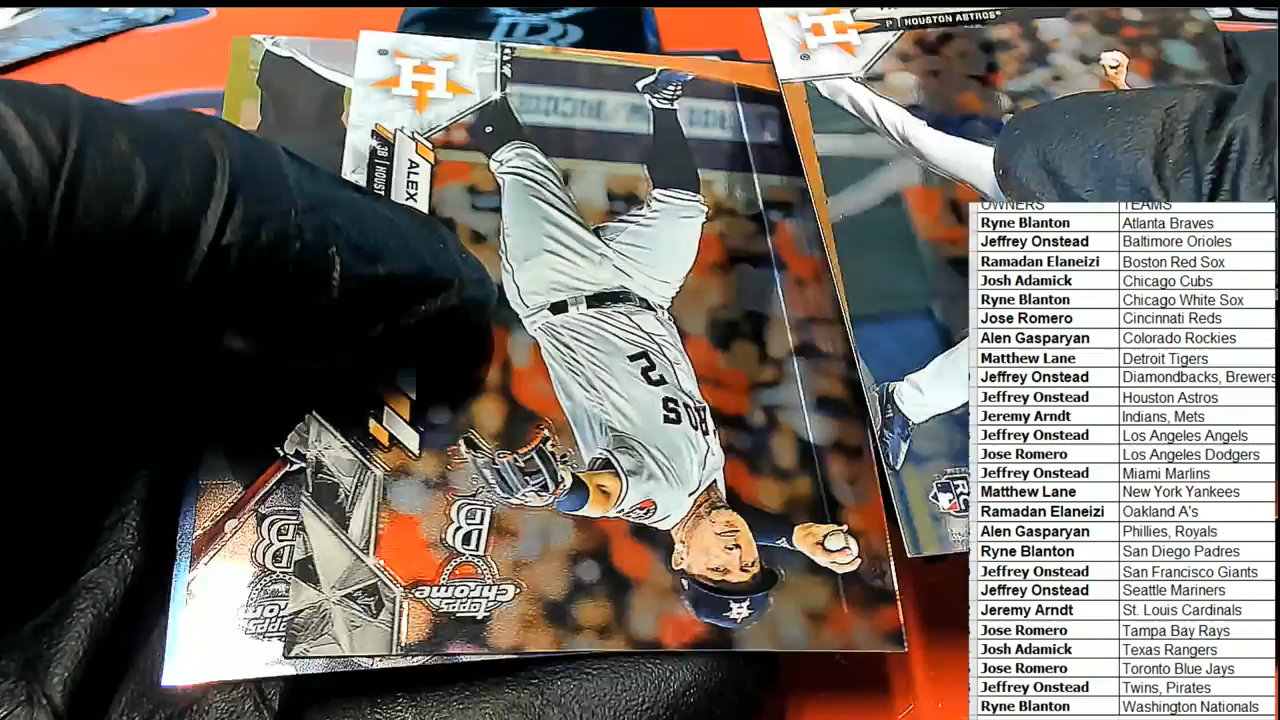 P | HOUSTON ASTROS
H
H
ALEX
3B | HOUST
2
ROS
B
topps
chrome
B
OWNERS TEAMS
Ryne Blanton Atlanta Braves
Jeffrey Onstead Baltimore Orioles
Ramadan Elaneizi Boston Red Sox
Josh Adamick Chicago Cubs
Ryne Blanton Chicago White Sox
Jose Romero Cincinnati Reds
Alen Gasparyan Colorado Rockies
Matthew Lane Detroit Tigers
Jeffrey Onstead Diamondbacks, Brewers
Jeffrey Onstead Houston Astros
Jeremy Arndt Indians, Mets
Jeffrey Onstead Los Angeles Angels
Jose Romero Los Angeles Dodgers
Jeffrey Onstead Miami Marlins
Matthew Lane New York Yankees
Ramadan Elaneizi Oakland A's
Alen Gasparyan Phillies, Royals
Ryne Blanton San Diego Padres
Jeffrey Onstead San Francisco Giants
Jeffrey Onstead Seattle Mariners
Jeremy Arndt St. Louis Cardinals
Jose Romero Tampa Bay Rays
Josh Adamick Texas Rangers
Jose Romero Toronto Blue Jays
Jeffrey Onstead Twins, Pirates
Ryne Blanton Washington Nationals